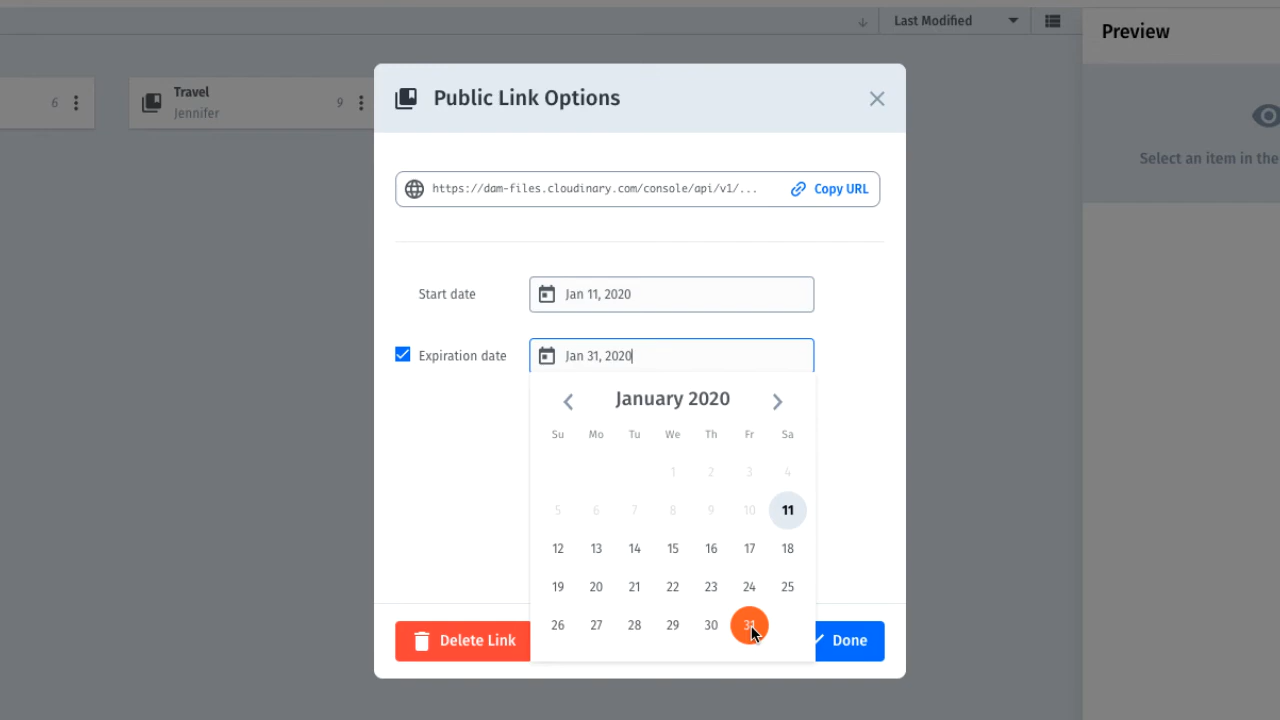 Last Modified
Preview
6
Travel
Jennifer
9
Public Link Options
Select an item in the
https://dam-files.cloudinary.com/console/api/v1/...
Copy URL
Start date
Jan 11, 2020
Expiration date
Jan 31, 2020
January 2020
Su Mo Tu We Th Fr Sa
1 2 3 4
5 6 7 8 9 10 11
12 13 14 15 16 17 18
19 20 21 22 23 24 25
26 27 28 29 30 31
Delete Link
Done